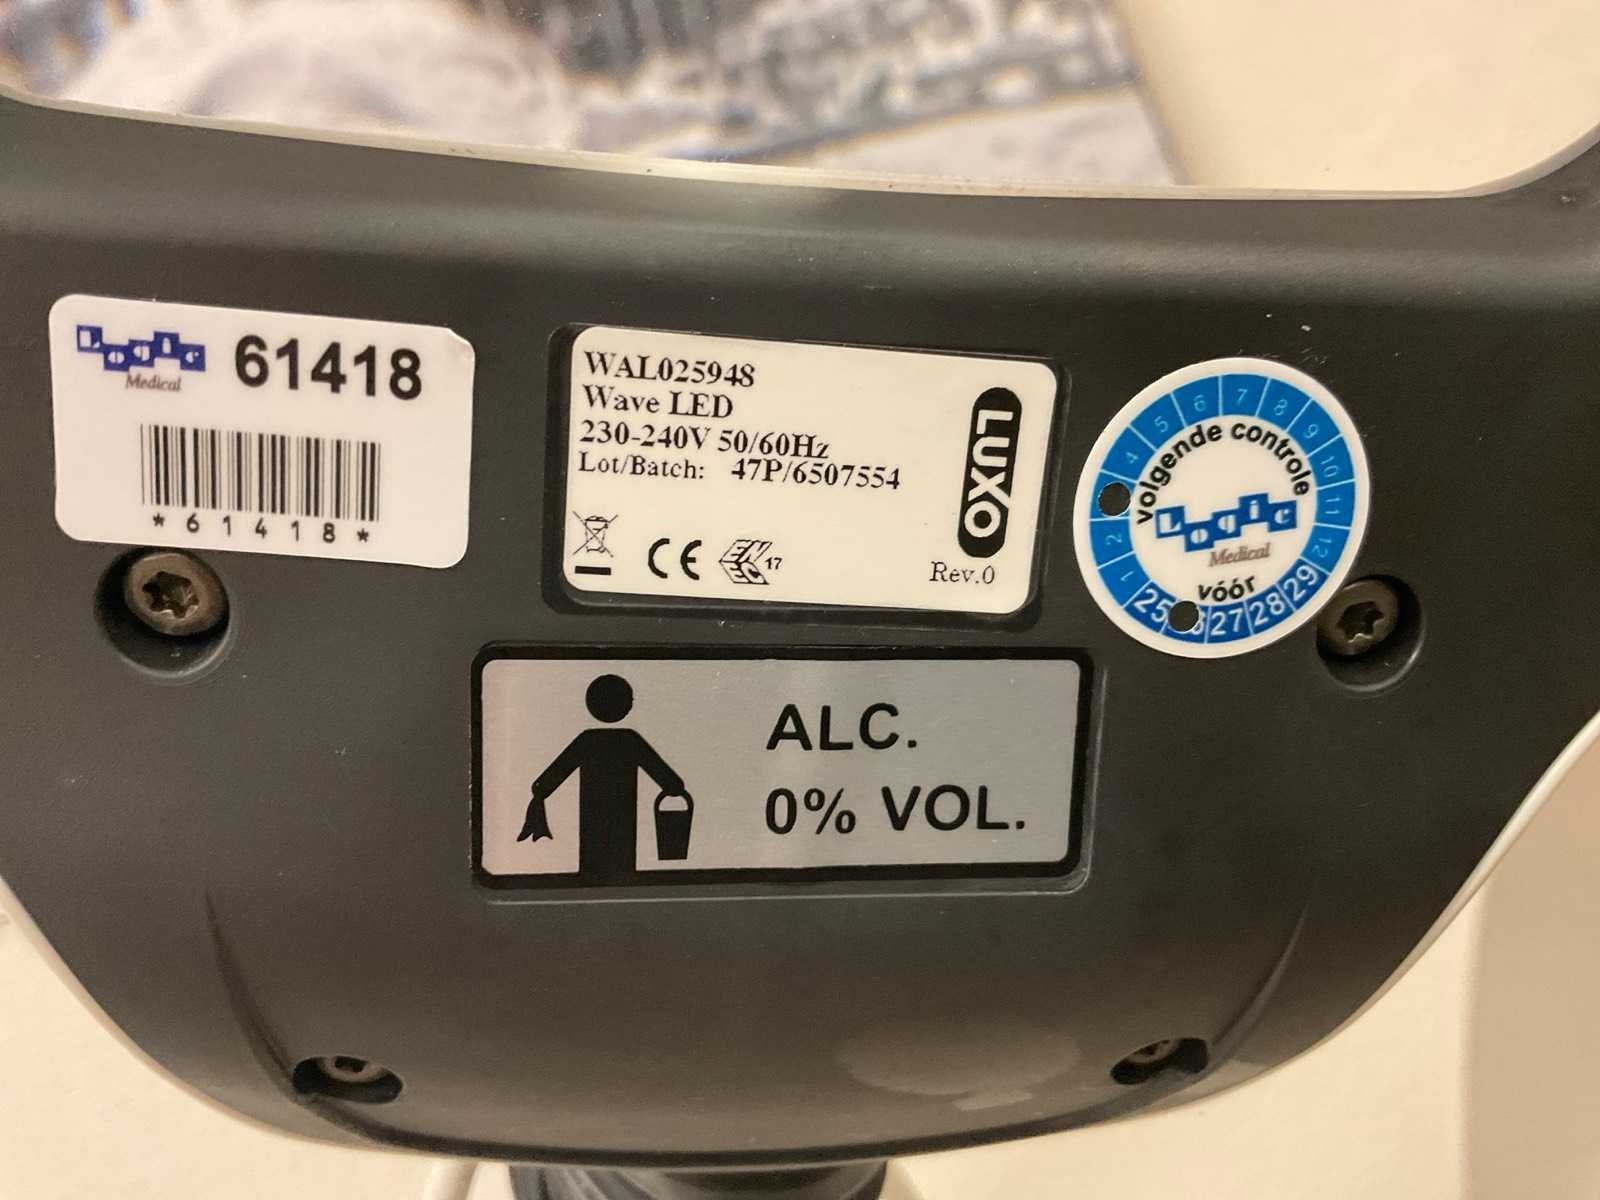 Logic
Medical
61418
*61418*
WAL025948
Wave LED
230-240V 50/60Hz
Lot/Batch: 47P/6507554
CE
ENEC 17
LUXO
Rev.0
1 2 4 5 6 7 8 9 10 11 12
volgende controle
Logic
Medical
vóór
25 27 28 29
ALC.
0% VOL.